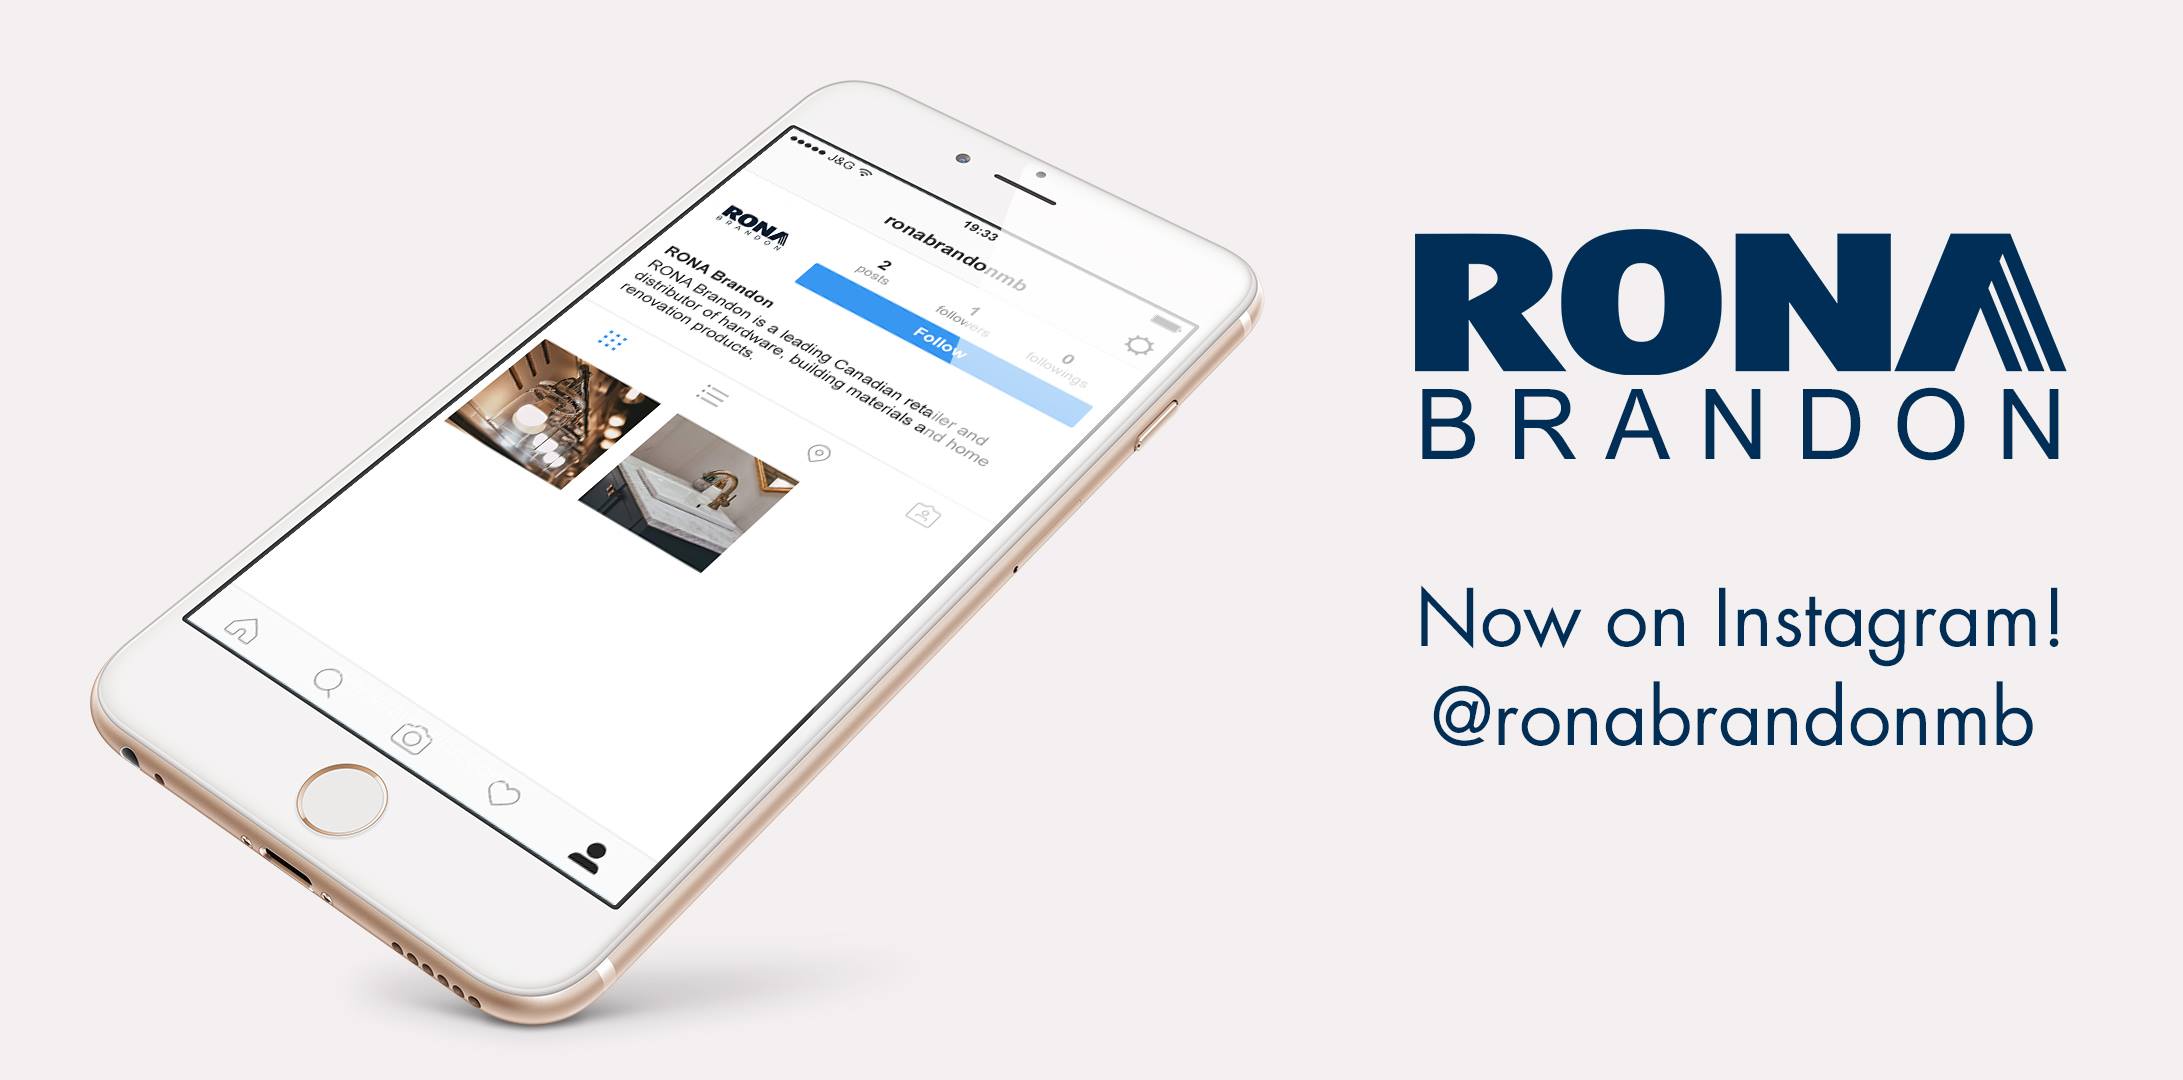 J&G
19:33
ronabrandonmb
RONA
BRANDON
2
posts
1
followers
0
followings
Follow
RONA Brandon
RONA Brandon is a leading Canadian retailer and
distributor of hardware, building materials and home
renovation products.
RONA
BRANDON
Now on Instagram!
@ronabrandonmb